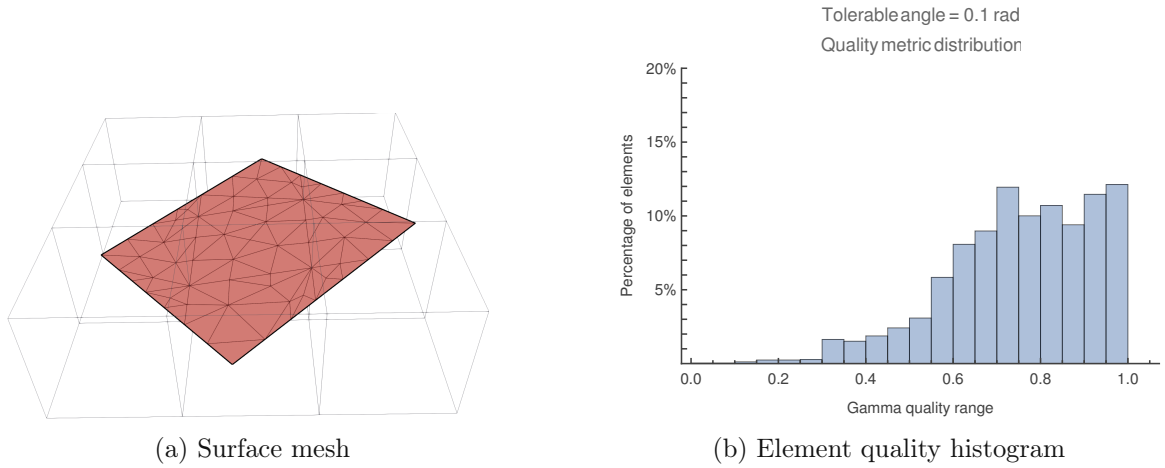 Tolerable angle = 0.1 rad
Quality metric distribution
20%
15%
10%
5%
Percentage of elements
0.0 0.2 0.4 0.6 0.8 1.0
Gamma quality range
(a) Surface mesh
(b) Element quality histogram